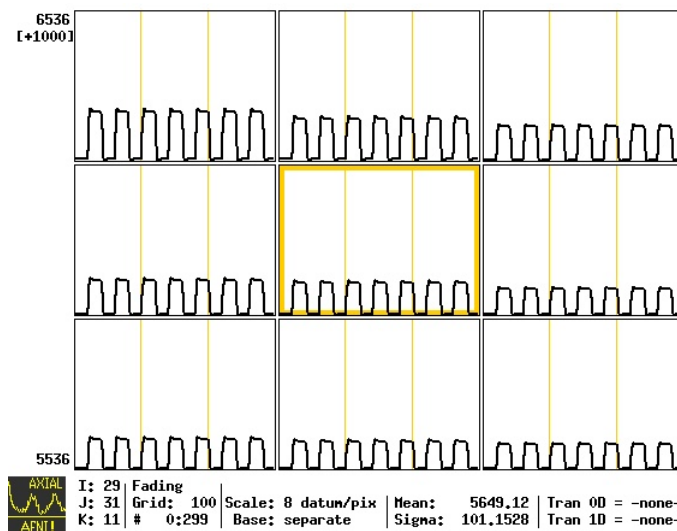 6536
[+1000]
5536
AXIAL
AFNI!
I: 29
J: 31
K: 11
Fading
Grid: 100
# 0:299
Scale: 8 datum/pix
Base: separate
Mean: 5649.12
Sigma: 101.1528
Tran 0D = -none-
Tran 1D = -none-